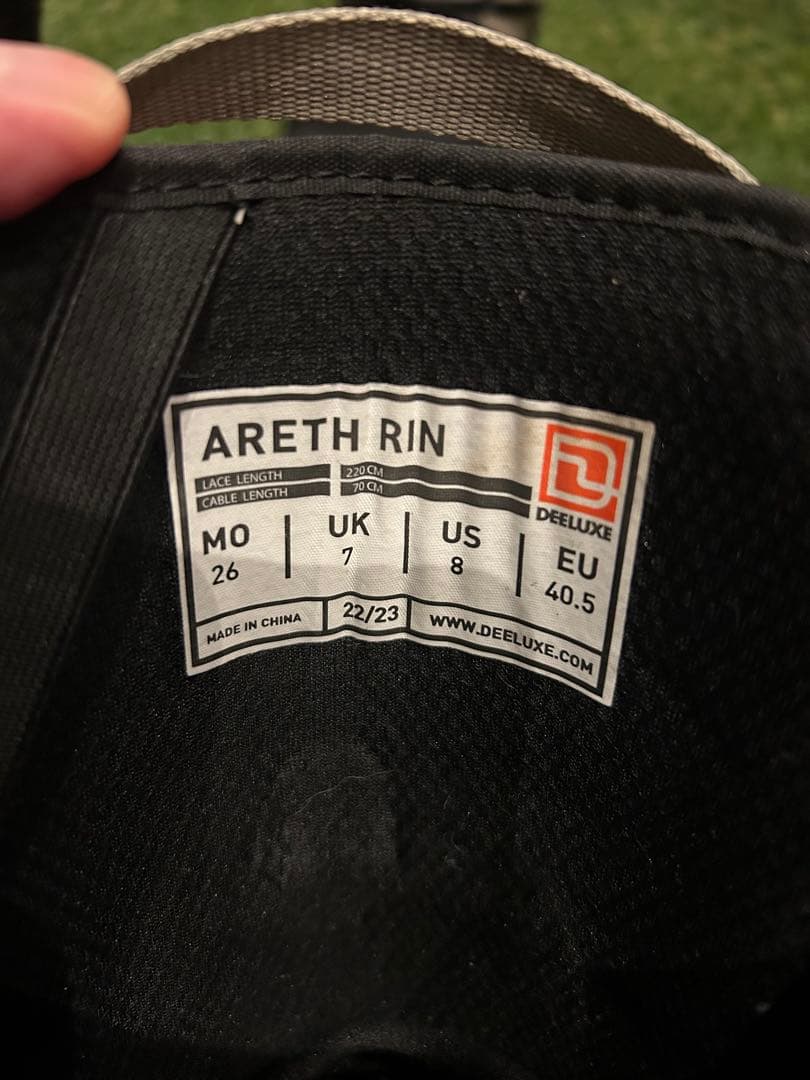 ARETH RIN
LACE LENGTH 220 CM
CABLE LENGTH 70 CM
DEELUXE
MO UK US EU
26 7 8 40.5
MADE IN CHINA 22/23 WWW.DEELUXE.COM